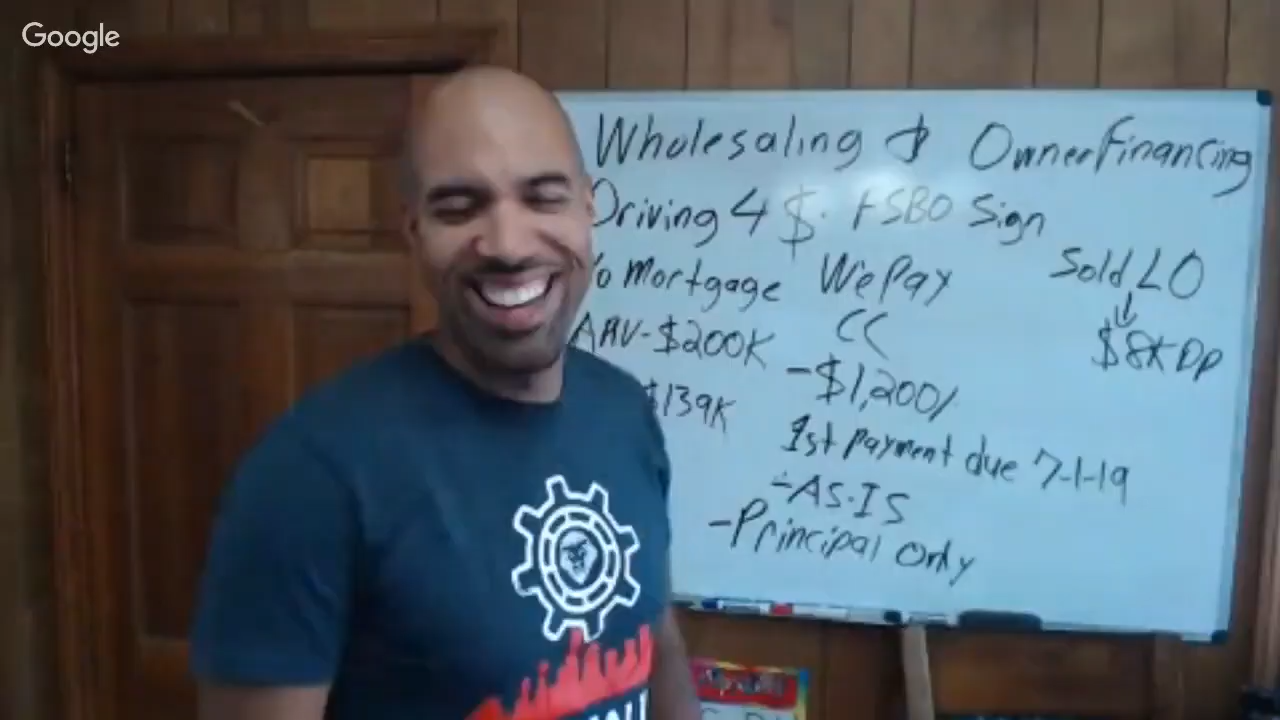 Google
Wholesaling & OwnerFinancing
Driving 4 $. FSBO Sign
Mortgage WePay Sold LO
ARV-$200K CC $8K DP
$139K -$1,200/
1st payment due 7-1-19
-AS-IS
-Principal Only